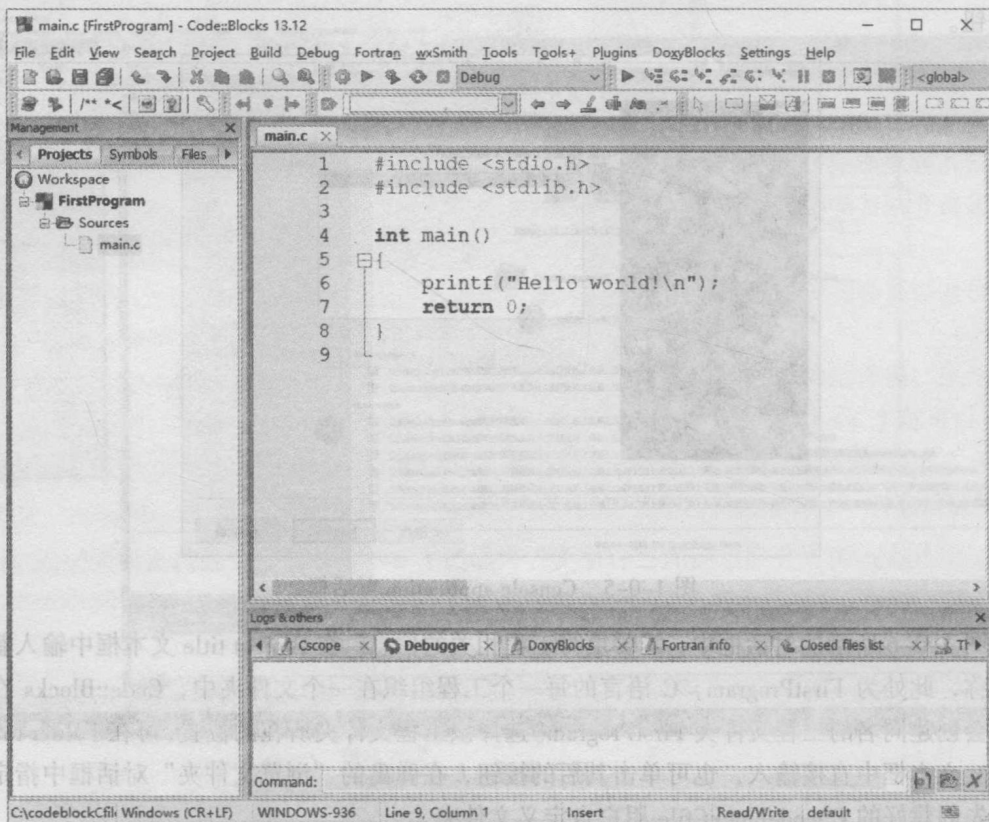 main.c [FirstProgram] - Code::Blocks 13.12
File Edit View Search Project Build Debug Fortran wxSmith Tools Tools+ Plugins DoxyBlocks Settings Help
Debug <global>
/** *<
Management
main.c
Projects Symbols Files
Workspace
FirstProgram
Sources
main.c
1 #include <stdio.h>
2 #include <stdlib.h>
3
4 int main()
5 {
6 printf("Hello world!\n");
7 return 0;
8 }
9
Logs & others
Cscope Debugger DoxyBlocks Fortran info Closed files list
Command:
C:\codeblockCfil Windows (CR+LF) WINDOWS-936 Line 9, Column 1 Insert Read/Write default